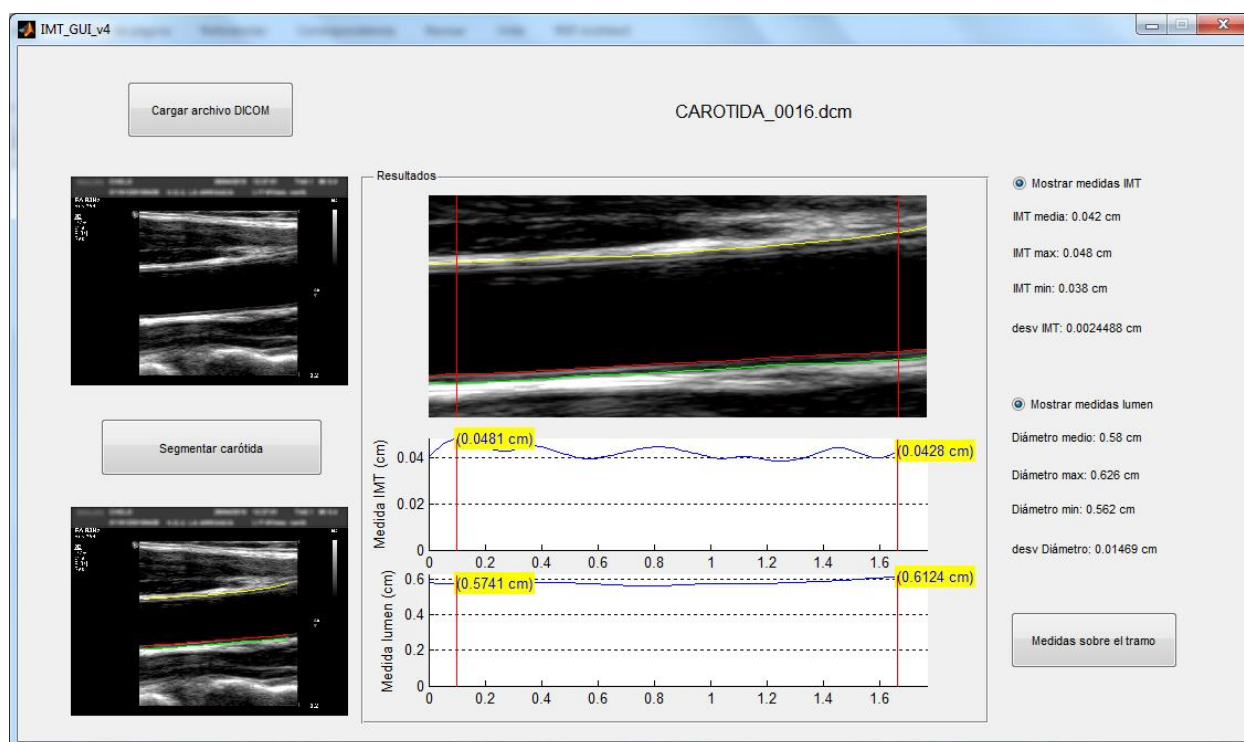 IMT_GUI_v4
Cargar archivo DICOM
CAROTIDA_0016.dcm
Segmentar carótida
Resultados
Medida IMT (cm)
0.04
0.02
0
(0.0481 cm)
(0.0428 cm)
0 0.2 0.4 0.6 0.8 1 1.2 1.4 1.6
Medida lumen (cm)
0.6
0.4
0.2
0
(0.5741 cm)
(0.6124 cm)
0 0.2 0.4 0.6 0.8 1 1.2 1.4 1.6
Mostrar medidas IMT
IMT media: 0.042 cm
IMT max: 0.048 cm
IMT min: 0.038 cm
desv IMT: 0.0024488 cm
Mostrar medidas lumen
Diámetro medio: 0.58 cm
Diámetro max: 0.626 cm
Diámetro min: 0.562 cm
desv Diámetro: 0.01469 cm
Medidas sobre el tramo